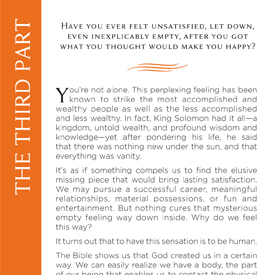 THE THIRD PART
HAVE YOU EVER FELT UNSATISFIED, LET DOWN,
EVEN INEXPLICABLY EMPTY, AFTER YOU GOT
WHAT YOU THOUGHT WOULD MAKE YOU HAPPY?
You're not alone. This perplexing feeling has been
known to strike the most accomplished and
wealthy people as well as the less accomplished
and less wealthy. In fact, King Solomon had it all—a
kingdom, untold wealth, and profound wisdom and
knowledge—yet after pondering his life, he said
that there was nothing new under the sun, and that
everything was vanity.
It's as if something compels us to find the elusive
missing piece that would bring lasting satisfaction.
We may pursue a successful career, meaningful
relationships, material possessions, or fun and
entertainment. But nothing cures that mysterious
empty feeling way down inside. Why do we feel
this way?
It turns out that to have this sensation is to be human.
The Bible shows us that God created us in a certain
way. We can easily realize we have a body, the part
of our being that enables us to contact the physical